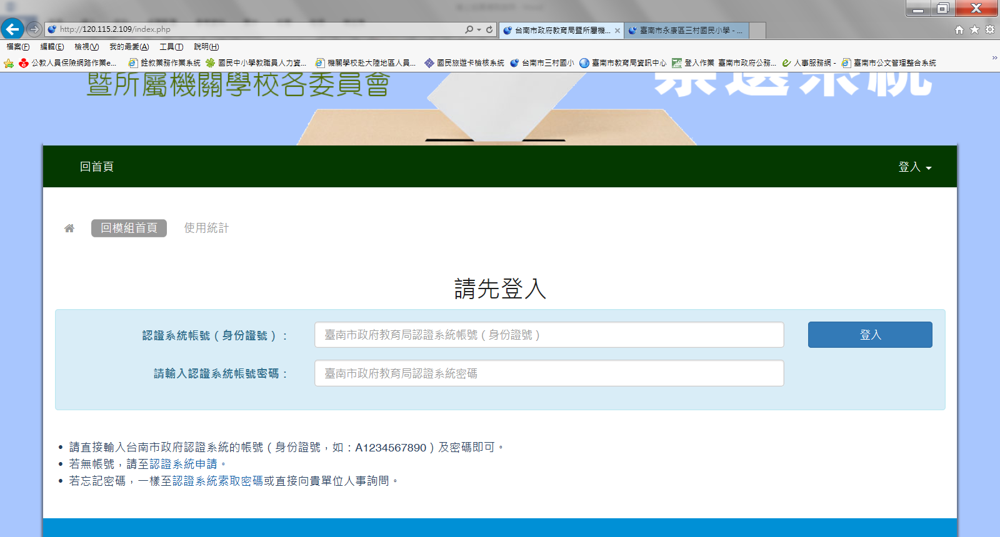 http://120.115.2.109/index.php
台南市政府教育局暨所屬機...
臺南市永康區三村國民小學 - ...
檔案(F) 編輯(E) 檢視(V) 我的最愛(A) 工具(T) 說明(H)
公教人員保險網路作業e... 銓敘業務作業系統 國民中小學教職員人力資... 機關學校赴大陸地區人員... 國民旅遊卡檢核系統 台南市三村國小 臺南市教育局資訊中心 登入作業 臺南市政府公務... 人事服務網 - 臺南市公文管理整合系統
暨所屬機關學校各委員會
票選系統
回首頁
登入
回模組首頁
使用統計
請先登入
認證系統帳號（身份證號）：
臺南市政府教育局認證系統帳號（身份證號）
登入
請輸入認證系統帳號密碼：
臺南市政府教育局認證系統密碼
請直接輸入台南市政府認證系統的帳號（身份證號，如：A1234567890）及密碼即可。
若無帳號，請至認證系統申請。
若忘記密碼，一樣至認證系統索取密碼或直接向貴單位人事詢問。